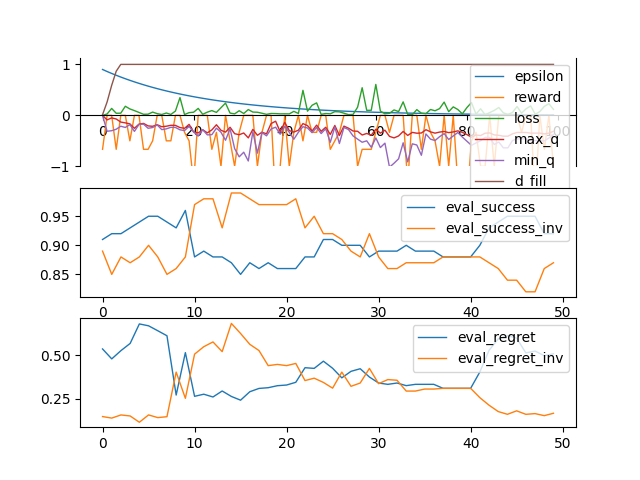 1
0
−1
0
20
40
60
80
100
epsilon
reward
loss
max_q
min_q
d_fill
0.95
0.90
0.85
0
10
20
30
40
50
eval_success
eval_success_inv
0.50
0.25
0
10
20
30
40
50
eval_regret
eval_regret_inv